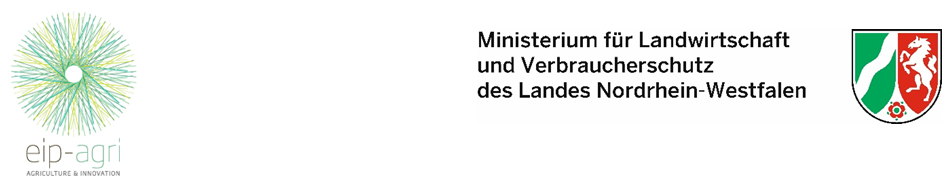 eip-agri
AGRICULTURE & INNOVATION
Ministerium für Landwirtschaft
und Verbraucherschutz
des Landes Nordrhein-Westfalen